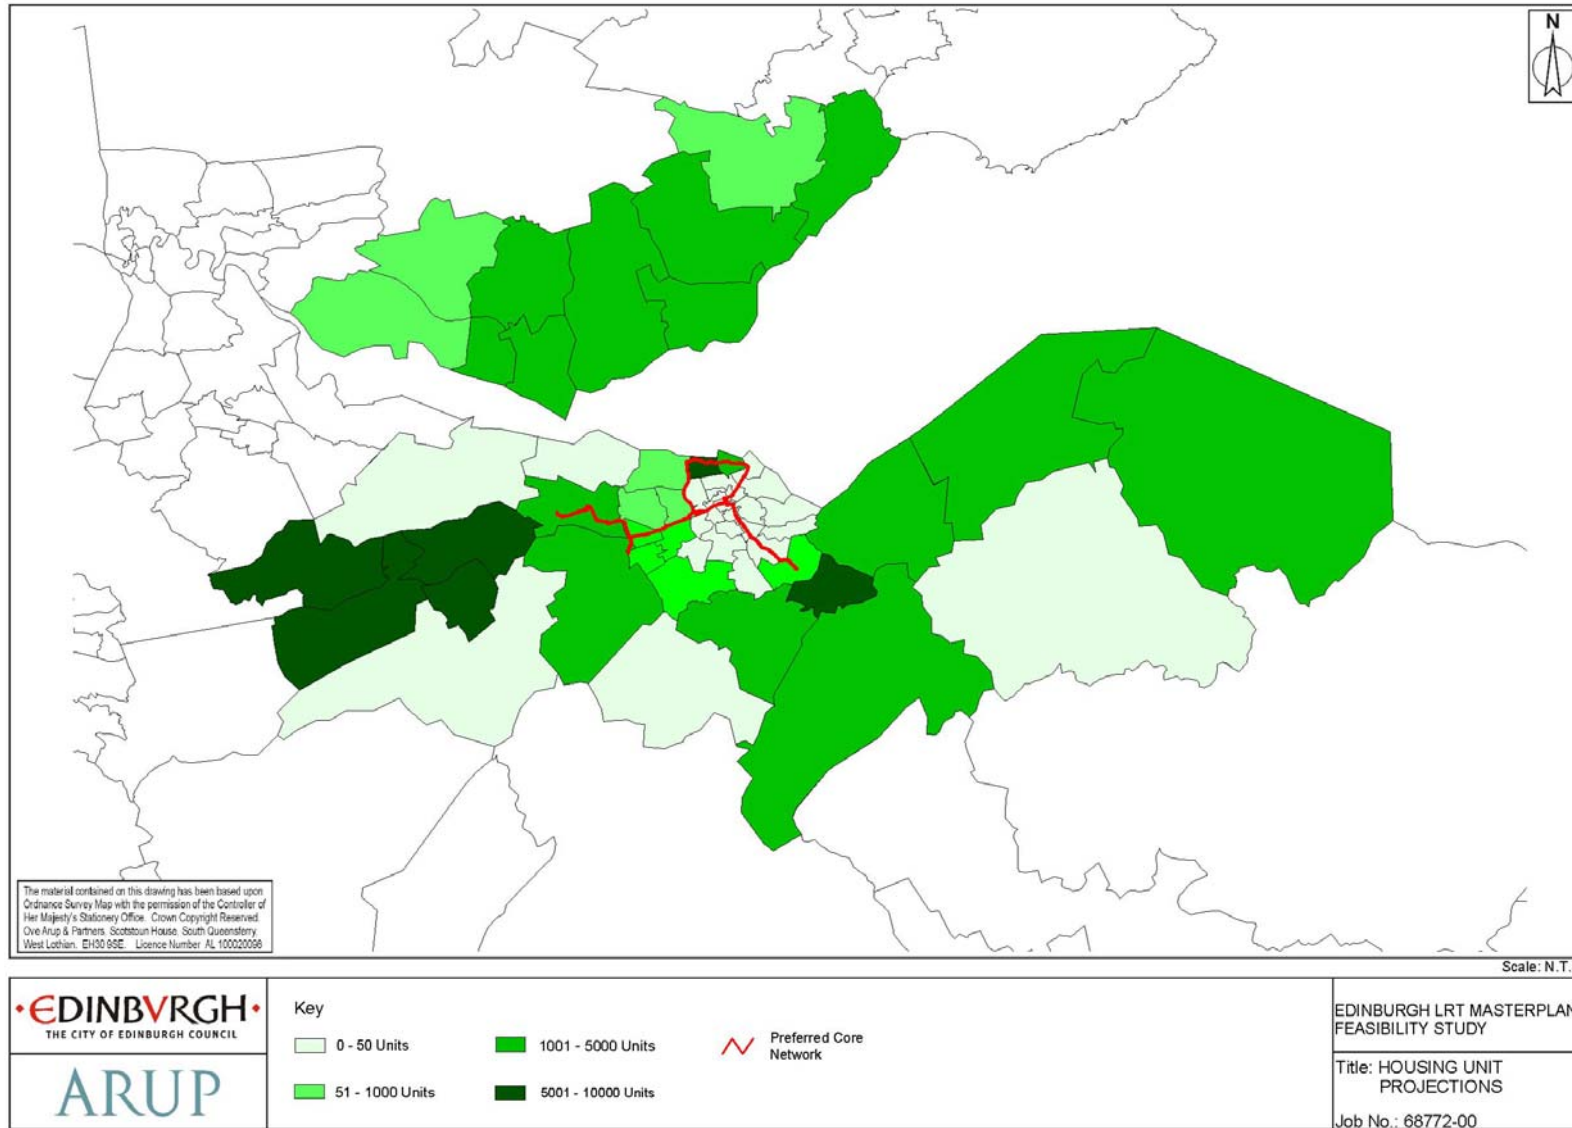 N
The material contained on this drawing has been based upon
Ordnance Survey Map with the permission of the Controller of
Her Majesty's Stationery Office. Crown Copyright Reserved.
Ove Arup & Partners. Scotstoun House. South Queensferry.
West Lothian. EH30 9SE. Licence Number AL 100020096
Scale: N.T.
EDINBVRGH
THE CITY OF EDINBURGH COUNCIL
ARUP
Key
0 - 50 Units
51 - 1000 Units
1001 - 5000 Units
5001 - 10000 Units
Preferred Core
Network
EDINBURGH LRT MASTERPLAN
FEASIBILITY STUDY
Title: HOUSING UNIT
PROJECTIONS
Job No.: 68772-00